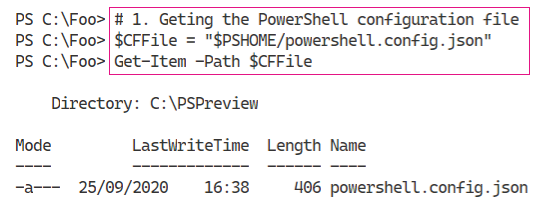 PS C:\Foo> # 1. Geting the PowerShell configuration file
PS C:\Foo> $CFFile = "$PSHOME/powershell.config.json"
PS C:\Foo> Get-Item -Path $CFFile
Directory: C:\PSPreview
Mode LastWriteTime Length Name
---- ------------- ------ ----
-a--- 25/09/2020 16:38 406 powershell.config.json